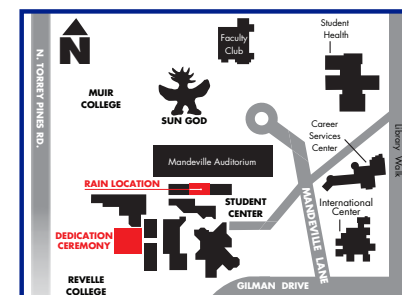 N
N. TORREY PINES RD.
MUIR
COLLEGE
SUN GOD
Faculty
Club
Student
Health
Career
Services
Center
Library Walk
Mandeville Auditorium
RAIN LOCATION
STUDENT
CENTER
MANDEVILLE LANE
International
Center
DEDICATION
CEREMONY
REVELLE
COLLEGE
GILMAN DRIVE